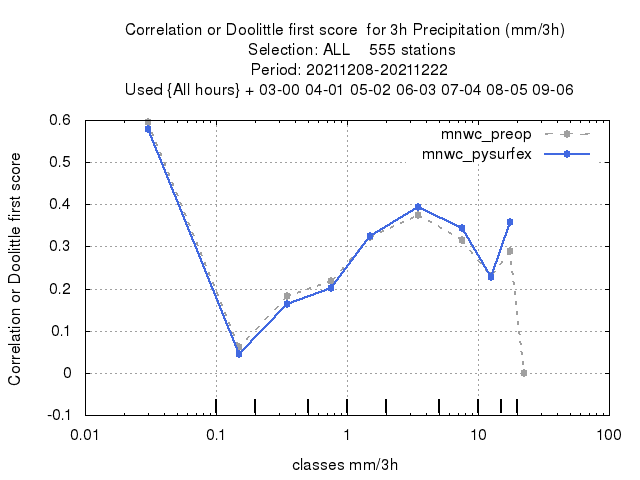 Correlation or Doolittle first score  for 3h Precipitation (mm/3h)
Selection: ALL    555 stations
Period: 20211208-20211222
Used {All hours} + 03-00 04-01 05-02 06-03 07-04 08-05 09-06
mnwc_preop
mnwc_pysurfex
Correlation or Doolittle first score
0.6
0.5
0.4
0.3
0.2
0.1
0
-0.1
0.01 0.1 1 10 100
classes mm/3h